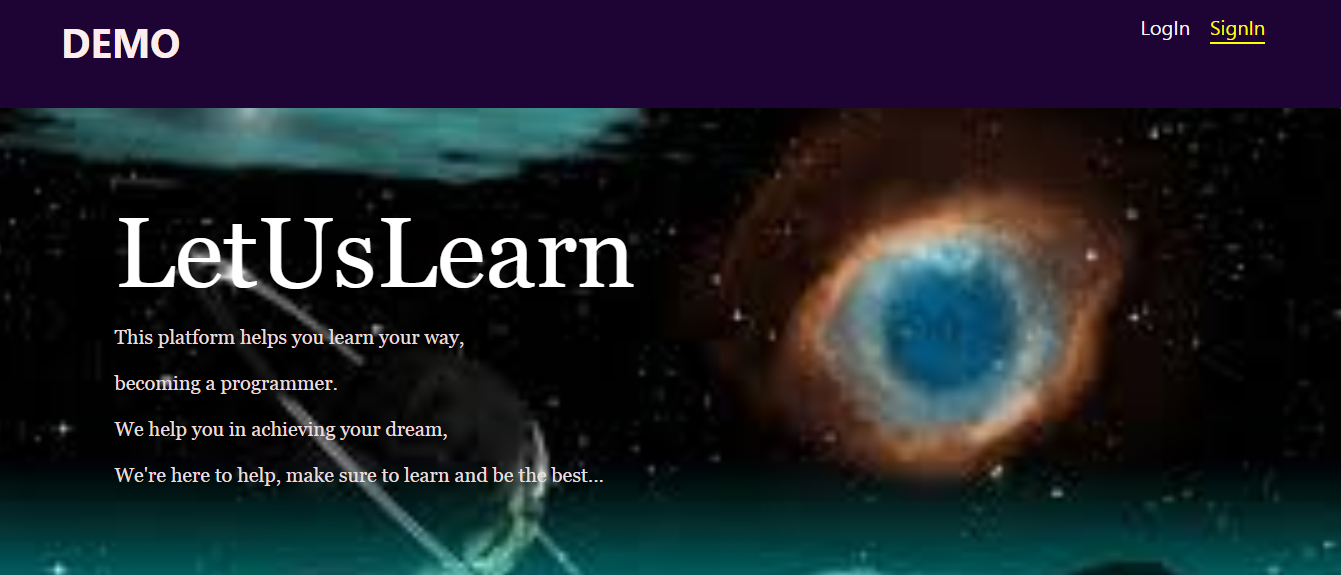 DEMO
LogIn
SignIn
LetUsLearn
This platform helps you learn your way,
becoming a programmer.
We help you in achieving your dream,
We're here to help, make sure to learn and be the best...